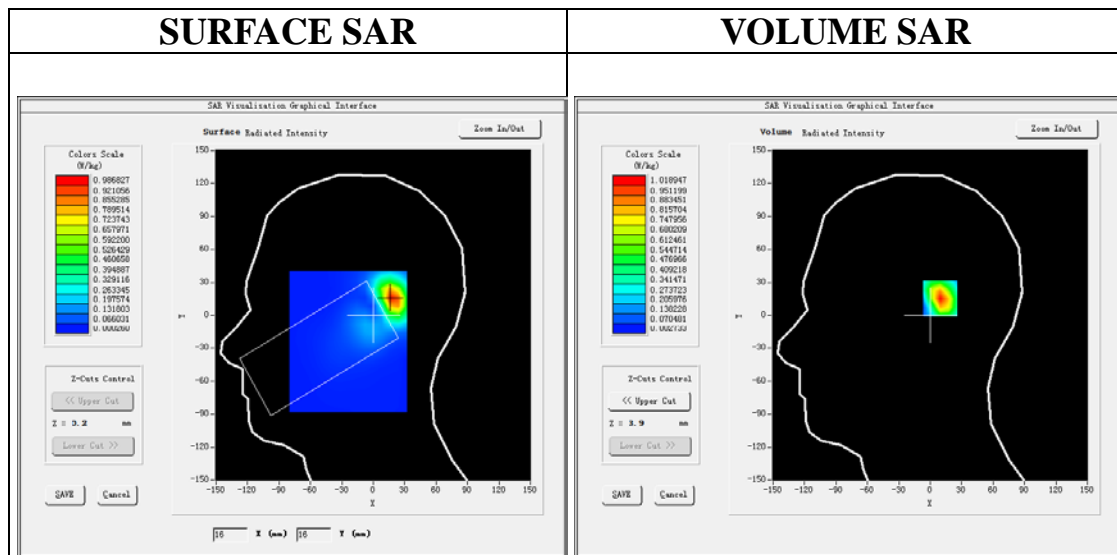 SURFACE SAR
VOLUME SAR
SAR Visualisation Graphical Interface
Surface Radiated Intensity
Zoom In/Out
Colors Scale
(W/kg)
0.986827
0.921056
0.855285
0.789514
0.723743
0.657971
0.592200
0.526429
0.460658
0.394887
0.329116
0.263345
0.197574
0.131803
0.066031
0.000260
150
120
90
60
30
0
-30
-60
-90
-120
-150
Y
-150 -120 -90 -60 -30 0 30 60 90 120 150
X
Z-Cuts Control
<< Upper Cut
Z = 3.2 mm
Lower Cut >>
SAVE Cancel
16 X (mm) 16 Y (mm)
SAR Visualisation Graphical Interface
Volume Radiated Intensity
Zoom In/Out
Colors Scale
(W/kg)
1.018947
0.951199
0.883451
0.815704
0.747956
0.680209
0.612461
0.544714
0.476966
0.409218
0.341471
0.273723
0.205976
0.138228
0.070481
0.002733
150
120
90
60
30
0
-30
-60
-90
-120
-150
Y
-150 -120 -90 -60 -30 0 30 60 90 120 150
X
Z-Cuts Control
<< Upper Cut
Z = 3.9 mm
Lower Cut >>
SAVE Cancel